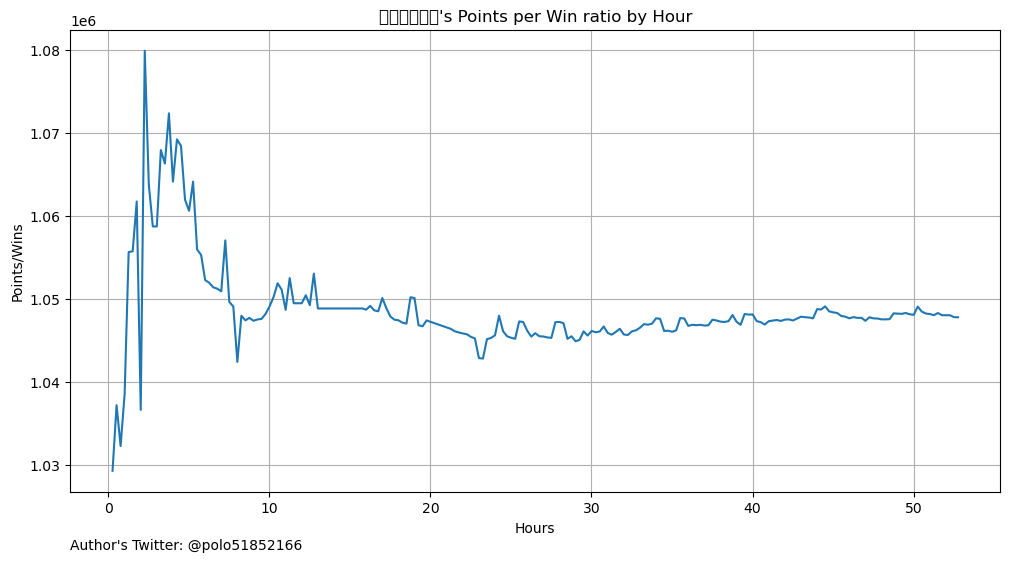 's Points per Win ratio by Hour
1e6
1.08
1.07
1.06
1.05
1.04
1.03
Points/Wins
0 10 20 30 40 50
Hours
Author's Twitter: @polo51852166